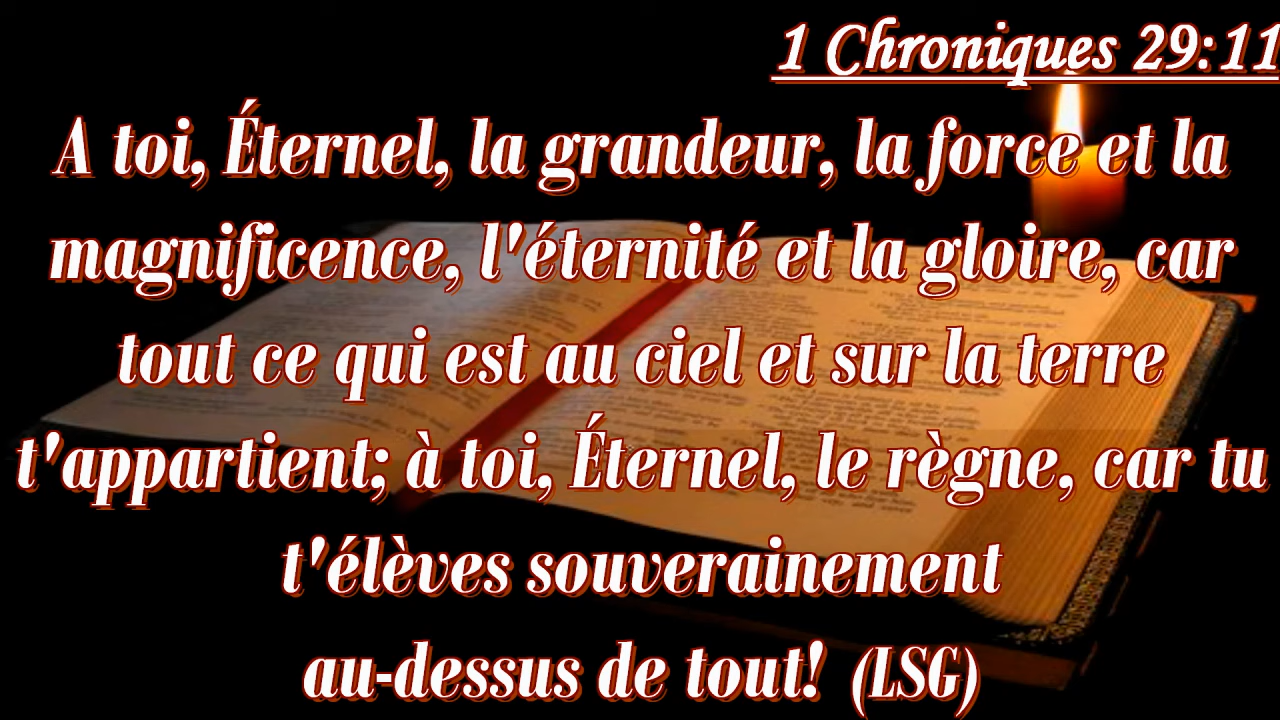 1 Chroniques 29:11
A toi, Éternel, la grandeur, la force et la
magnificence, l'éternité et la gloire, car
tout ce qui est au ciel et sur la terre
t'appartient; à toi, Éternel, le règne, car tu
t'élèves souverainement
au-dessus de tout! (LSG)